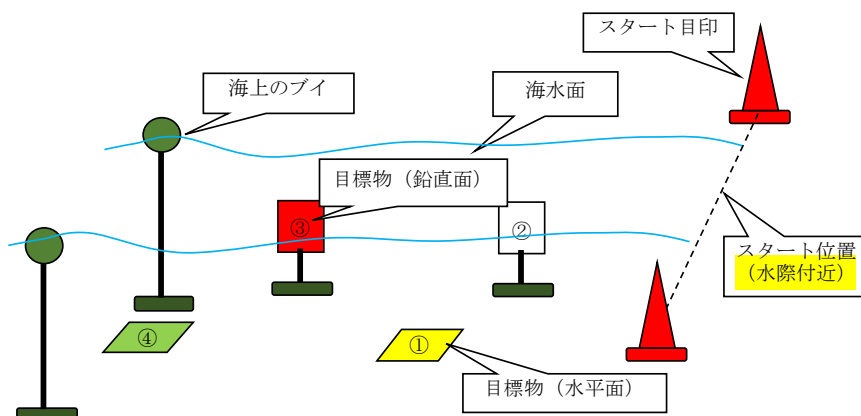 スタート目印
海上のブイ
海水面
目標物（鉛直面）
③
②
スタート位置
（水際付近）
④
①
目標物（水平面）